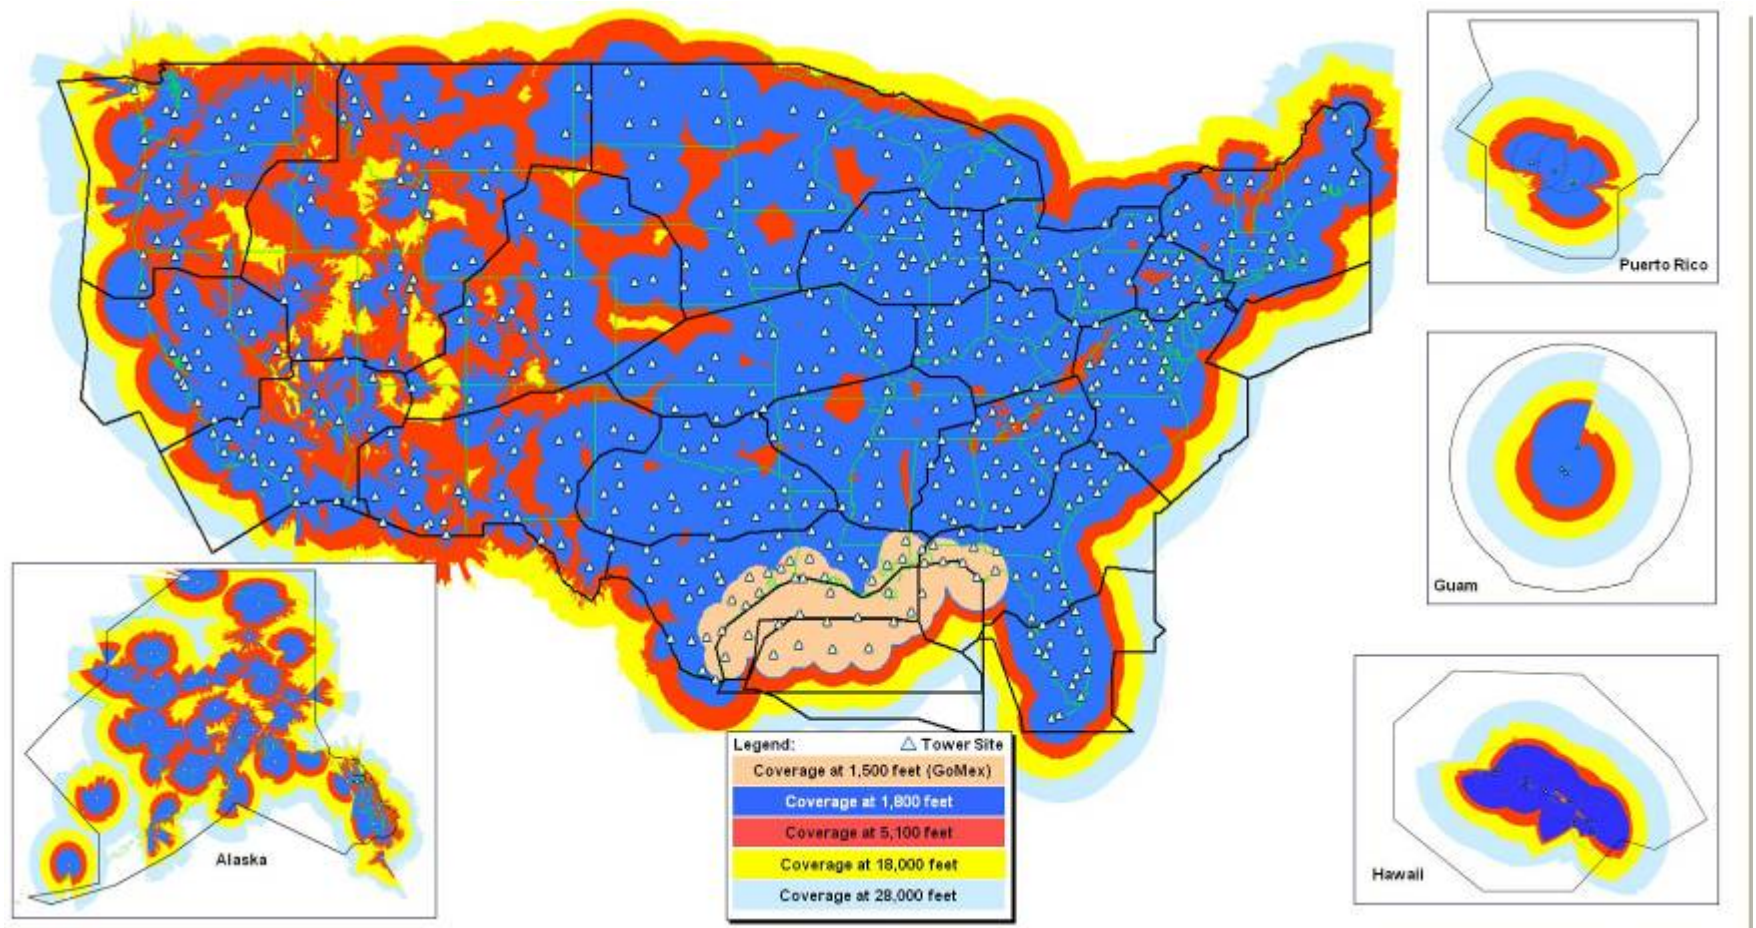 Puerto Rico
Guam
Alaska
Hawaii
Legend:
Tower Site
Coverage at 1,500 feet (GoMex)
Coverage at 1,800 feet
Coverage at 5,100 feet
Coverage at 18,000 feet
Coverage at 28,000 feet